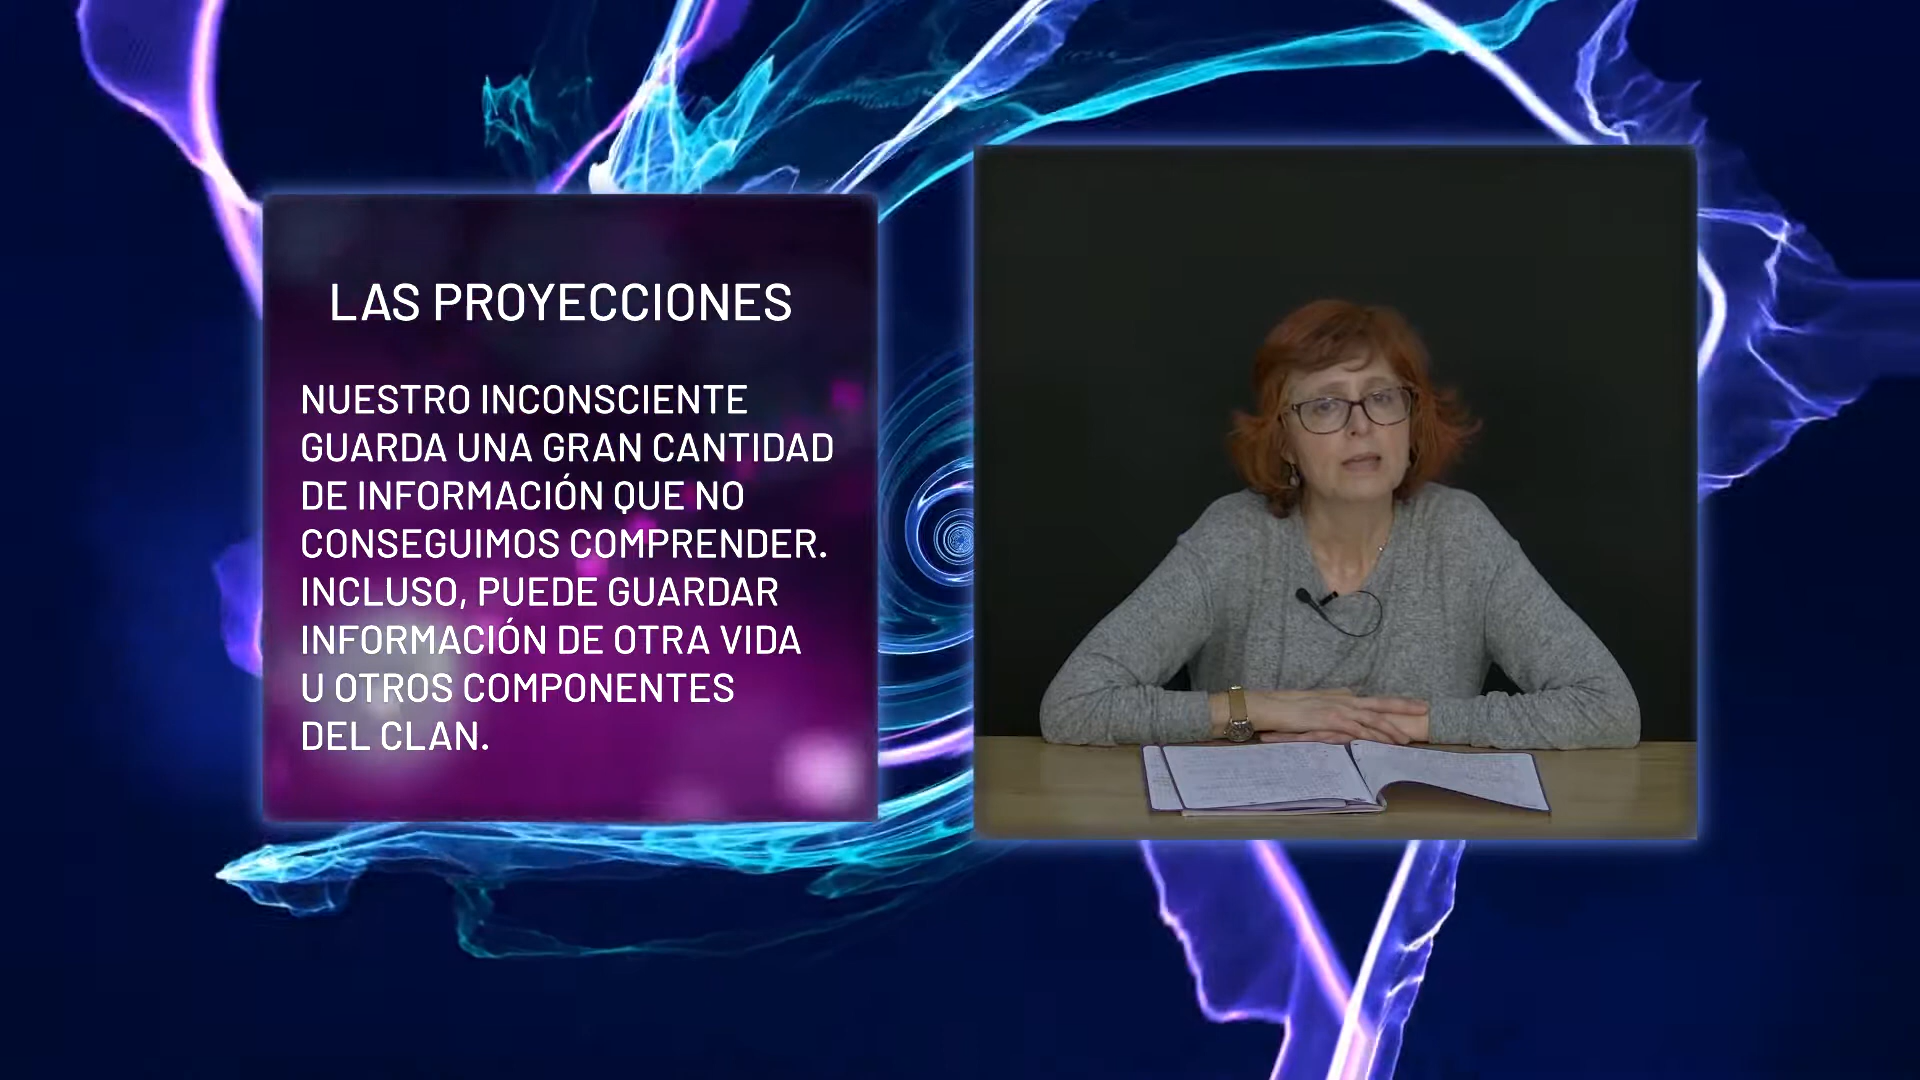 LAS PROYECCIONES
NUESTRO INCONSCIENTE
GUARDA UNA GRAN CANTIDAD
DE INFORMACIÓN QUE NO
CONSEGUIMOS COMPRENDER.
INCLUSO, PUEDE GUARDAR
INFORMACIÓN DE OTRA VIDA
U OTROS COMPONENTES
DEL CLAN.